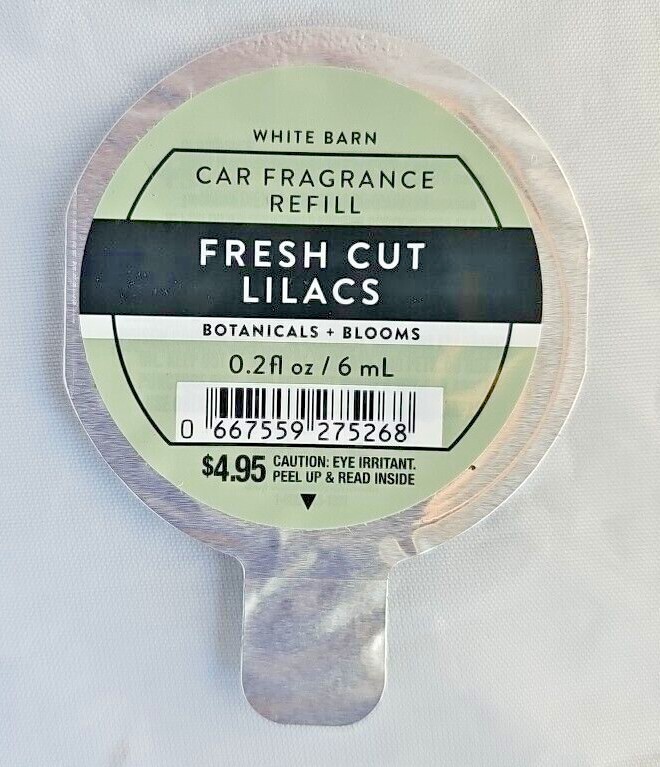 WHITE BARN
CAR FRAGRANCE
REFILL
FRESH CUT
LILACS
BOTANICALS + BLOOMS
0.2fl oz / 6 mL
0 667559 275268
$4.95 CAUTION: EYE IRRITANT.
PEEL UP & READ INSIDE